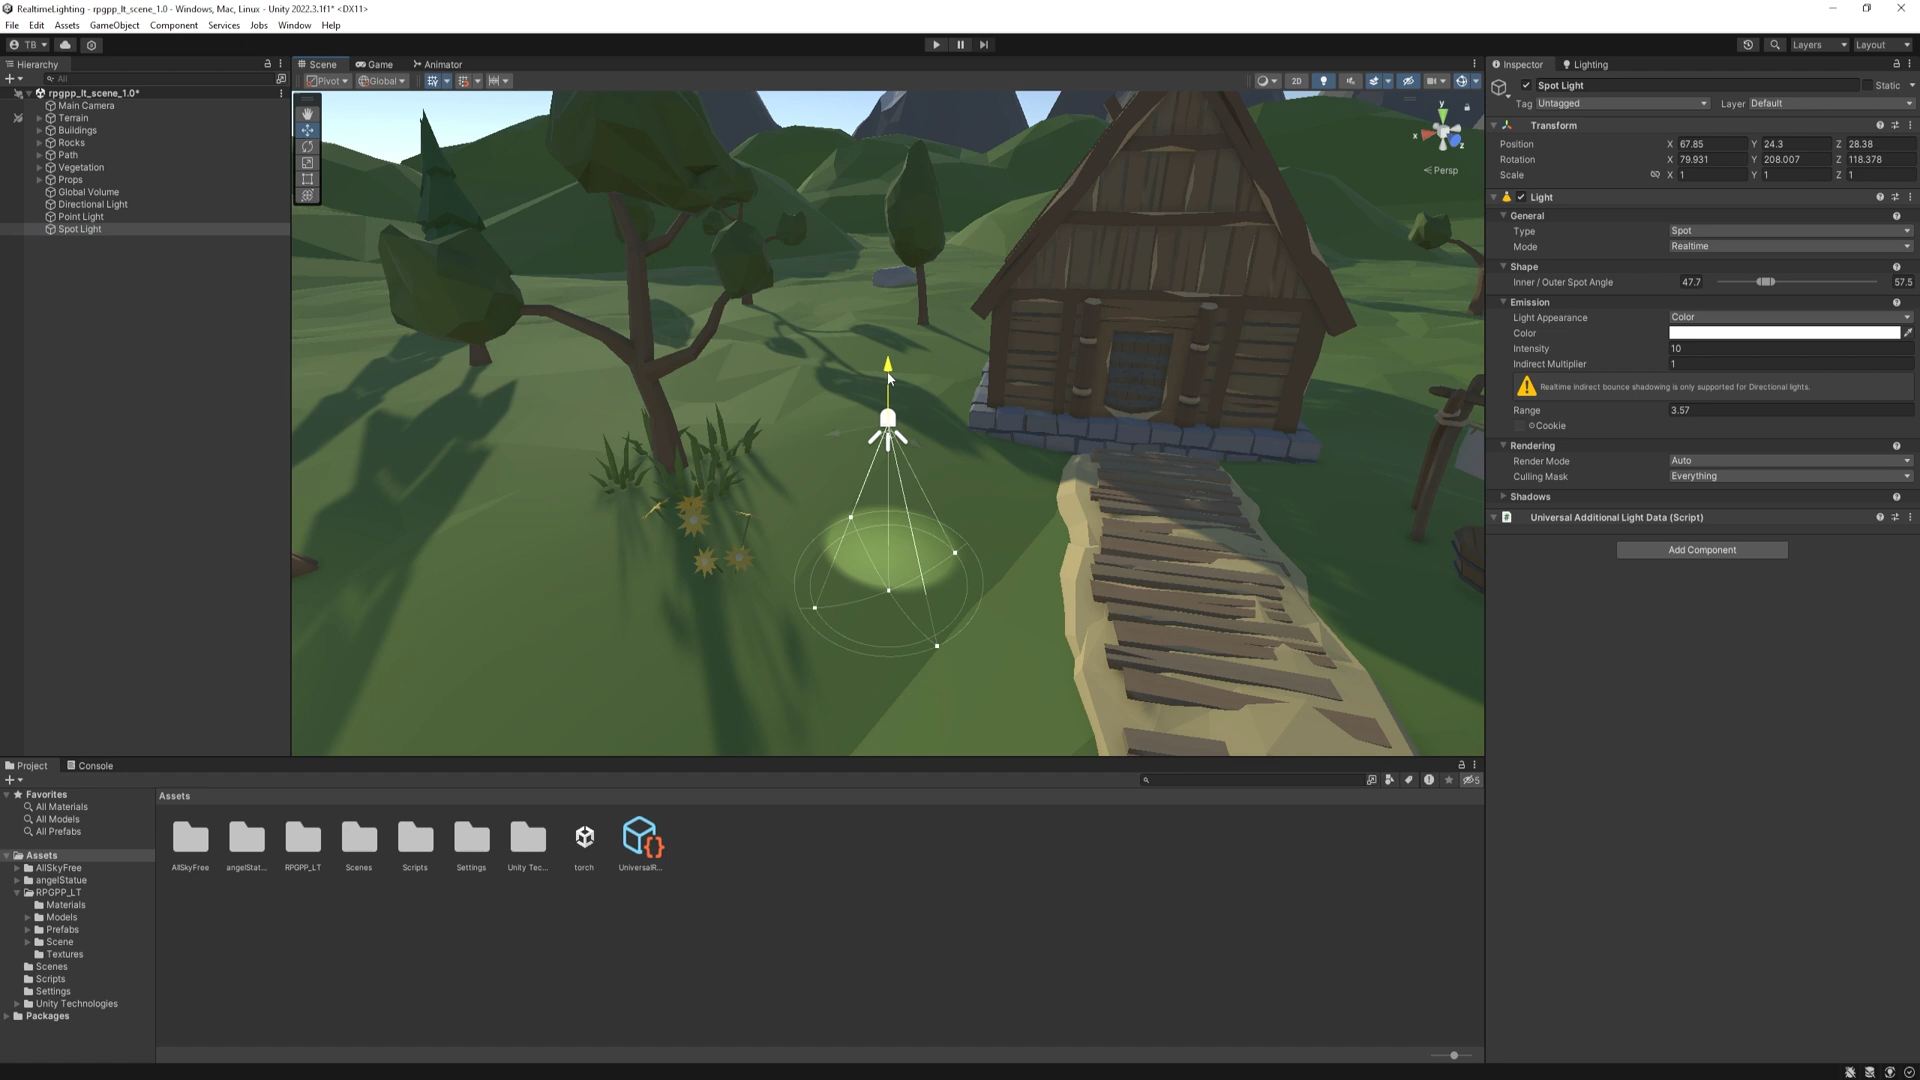 RealtimeLighting - rpgpp_lt_scene_1.0 - Windows, Mac, Linux - Unity 2022.3.1f1* <DX11>
File Edit Assets GameObject Component Services Jobs Window Help
TB Layers Layout
Hierarchy Scene Game Animator Inspector Lighting
All Pivot Global 2D
rpgpp_lt_scene_1.0*
Main Camera
Terrain
Buildings
Rocks
Path
Vegetation
Props
Global Volume
Directional Light
Point Light
Spot Light
y
x
z
Persp
Spot Light Static
Tag Untagged Layer Default
Transform
Position X 67.85 Y 24.3 Z 28.38
Rotation X 79.931 Y 208.007 Z 118.378
Scale X 1 Y 1 Z 1
Light
General
Type Spot
Mode Realtime
Shape
Inner / Outer Spot Angle 47.7 57.5
Emission
Light Appearance Color
Color
Intensity 10
Indirect Multiplier 1
Realtime indirect bounce shadowing is only supported for Directional lights.
Range 3.57
Cookie
Rendering
Render Mode Auto
Culling Mask Everything
Shadows
Universal Additional Light Data (Script)
Add Component
Project Console
5
Favorites
All Materials
All Models
All Prefabs
Assets
AllSkyFree
angelStatue
RPGPP_LT
Materials
Models
Prefabs
Scene
Textures
Scenes
Scripts
Settings
Unity Technologies
Packages
Assets
AllSkyFree angelStat... RPGPP_LT Scenes Scripts Settings Unity Tec... torch UniversalR...